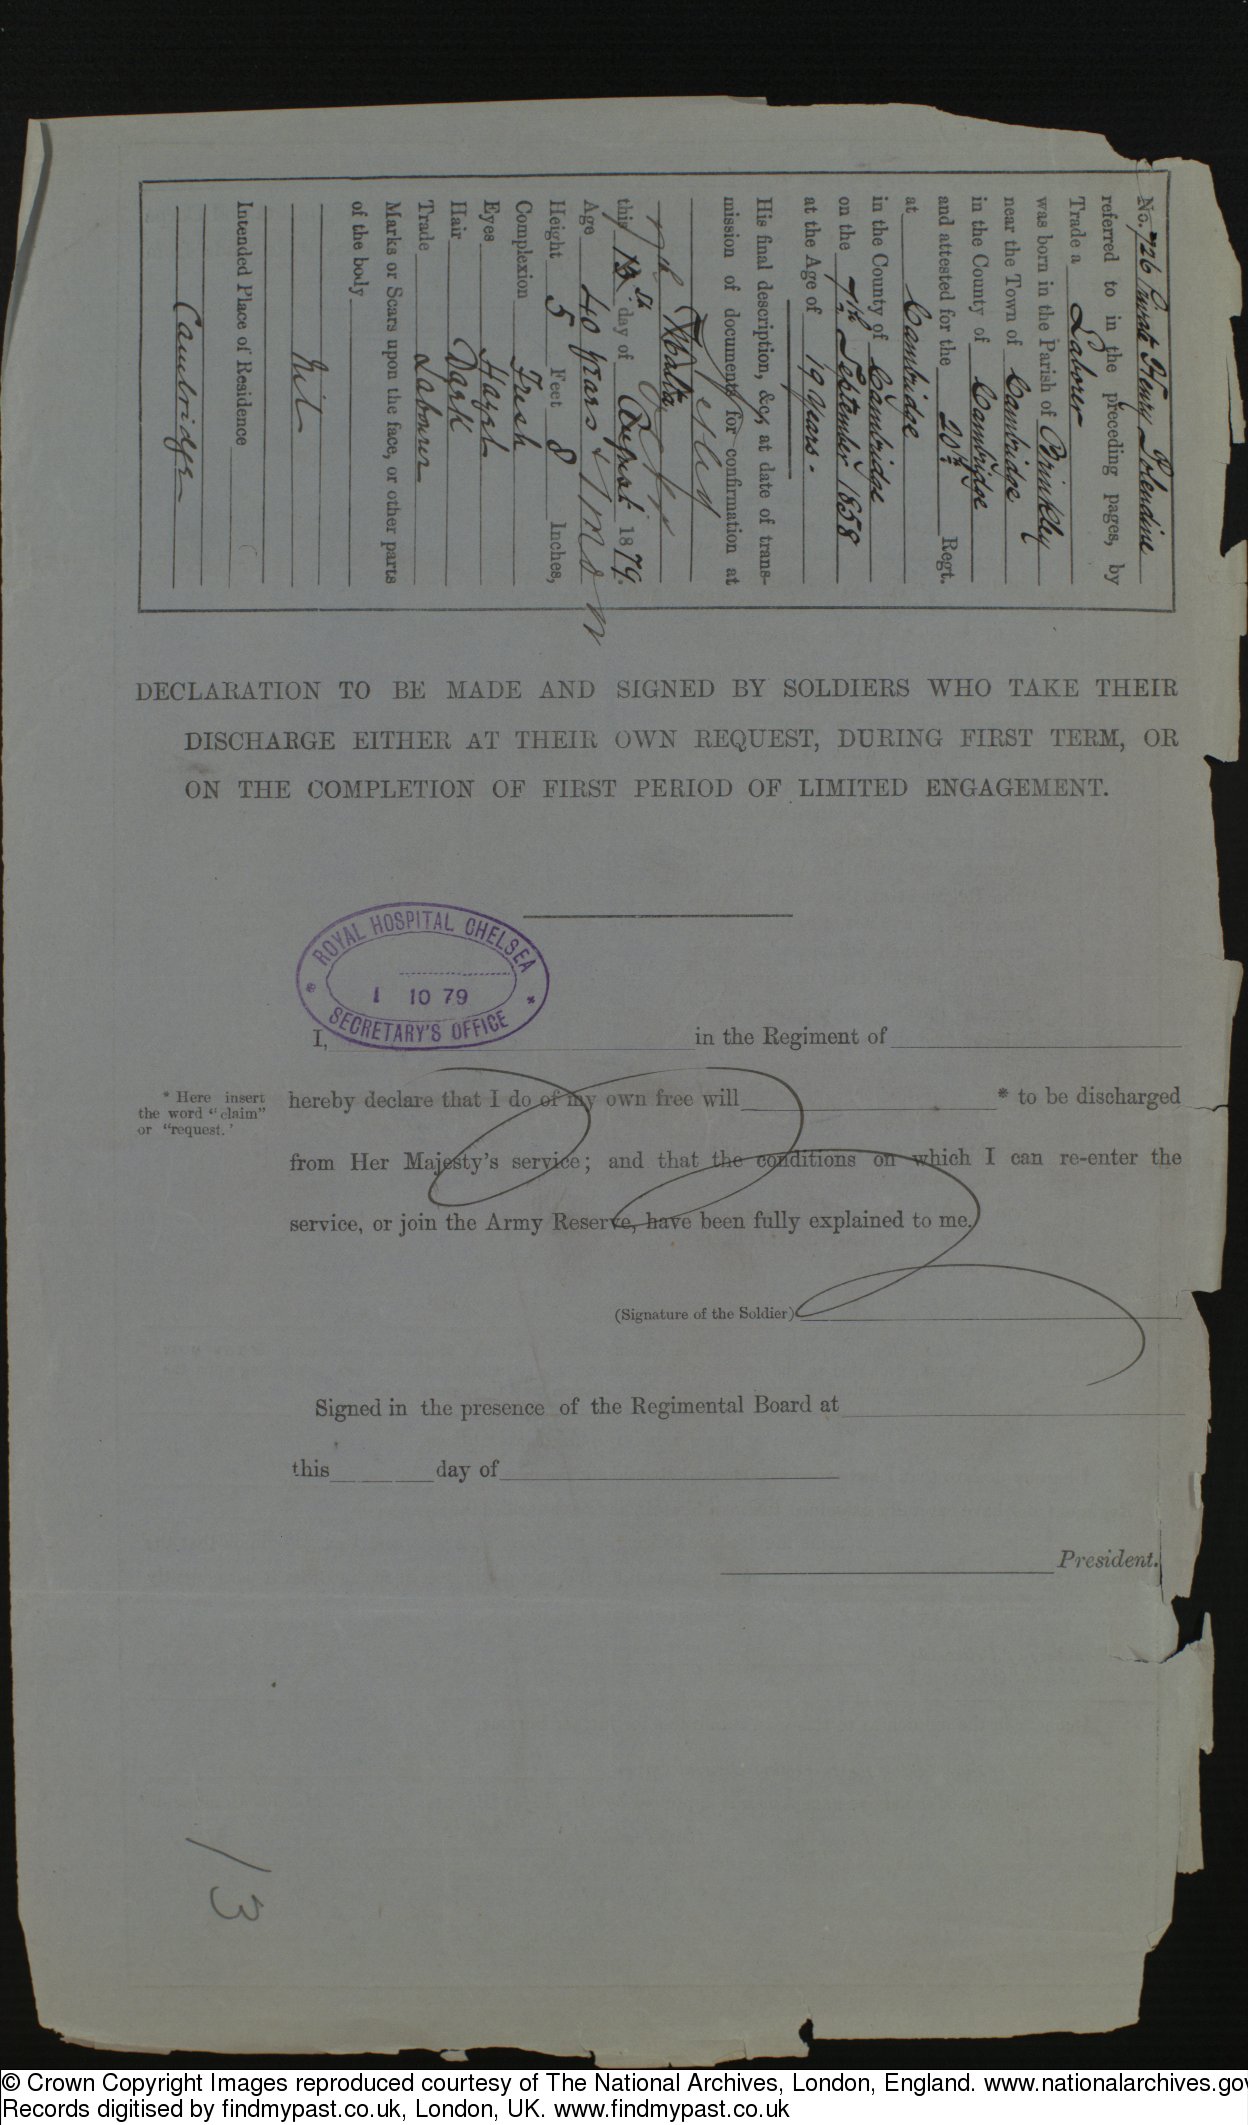 No. 726 Private Henry Polendine
referred to in the preceding pages, by
Trade a Labourer
was born in the Parish of Brinkley
near the Town of Cambridge
in the County of Cambridge
and attested for the 20th Regt.
at Cambridge
in the County of Cambridge
on the 7th September 1858
at the Age of 19 years.
His final description, &c., at date of trans-
mission of documents for confirmation at
Netley
Malta
this 13th day of August 1879.
Age 40 years
Height 5 Feet 8 Inches,
Complexion Fresh
Eyes Hazel
Hair Dark
Trade Labourer
Marks or Scars upon the face, or other parts
of the body
Nil
Intended Place of Residence
Cambridge
DECLARATION TO BE MADE AND SIGNED BY SOLDIERS WHO TAKE THEIR
DISCHARGE EITHER AT THEIR OWN REQUEST, DURING FIRST TERM, OR
ON THE COMPLETION OF FIRST PERIOD OF LIMITED ENGAGEMENT.
ROYAL HOSPITAL CHELSEA
1 10 79
SECRETARY'S OFFICE
I, in the Regiment of
* Here insert
the word "claim"
or "request."
hereby declare that I do of my own free will * to be discharged
from Her Majesty's service; and that the conditions on which I can re-enter the
service, or join the Army Reserve, have been fully explained to me.
(Signature of the Soldier)
Signed in the presence of the Regimental Board at
this day of
President.
13
© Crown Copyright Images reproduced courtesy of The National Archives, London, England. www.nationalarchives.gov
Records digitised by findmypast.co.uk, London, UK. www.findmypast.co.uk